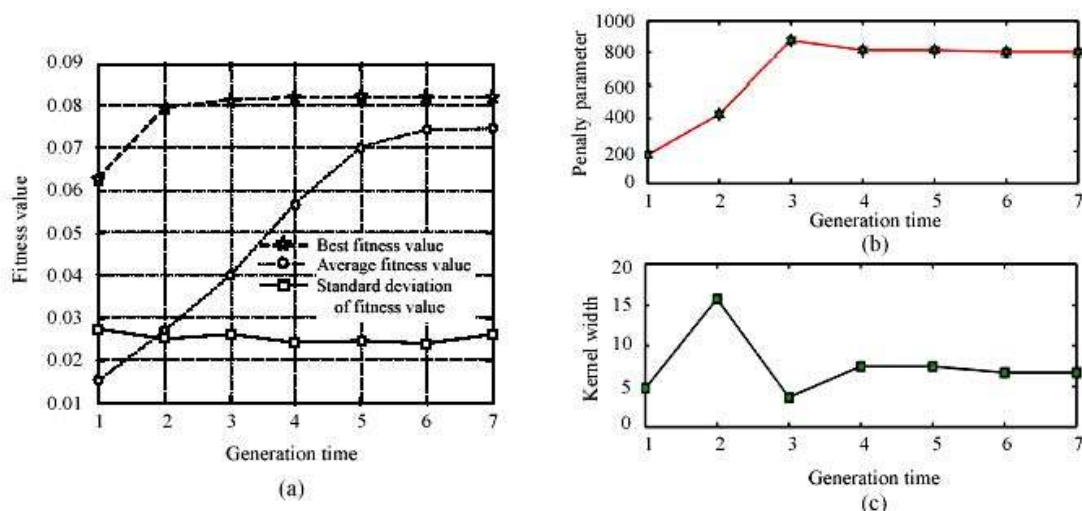 0.09
0.08
0.07
0.06
0.05
0.04
0.03
0.02
0.01
Fitness value
Best fitness value
Average fitness value
Standard deviation
of fitness value
1 2 3 4 5 6 7
Generation time
(a)
1000
800
600
400
200
0
Penalty parameter
1 2 3 4 5 6 7
Generation time
(b)
20
15
10
5
0
Kernel width
1 2 3 4 5 6 7
Generation time
(c)